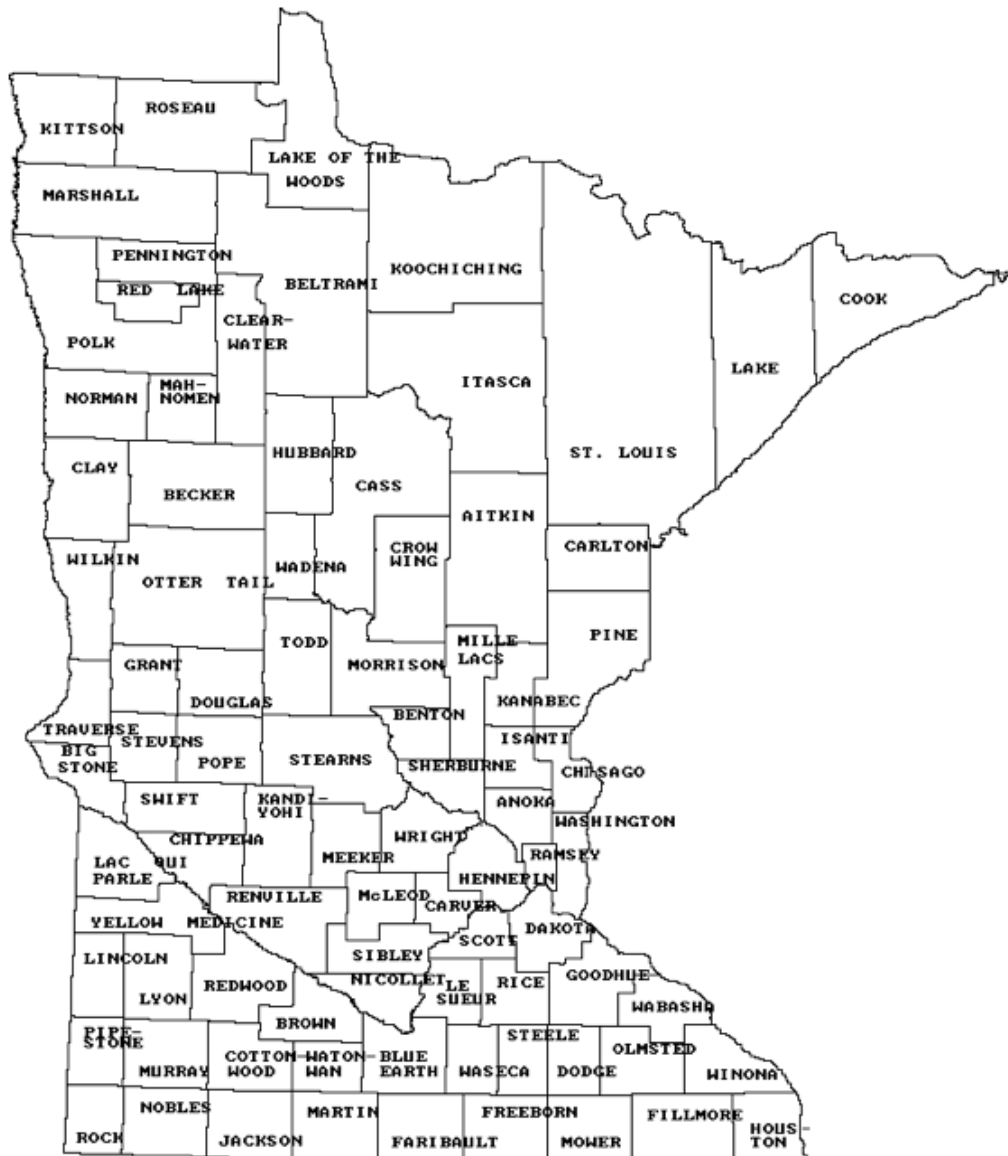 ROSEAU
KITTSON
LAKE OF THE
WOODS
MARSHALL
PENNINGTON
RED LAKE
BELTRAMI
KOOCHICHING
COOK
CLEAR-
WATER
POLK
LAKE
ITASCA
MAH-
NOMEN
NORMAN
HUBBARD
ST. LOUIS
CLAY
CASS
BECKER
AITKIN
CROW
WING
CARLTON
WILKIN
WADENA
OTTER TAIL
TODD
MILLE
LACS
PINE
GRANT
MORRISON
DOUGLAS
KANABEC
BENTON
TRAVERSE
STEVENS
ISANTI
BIG
STONE
POPE
STEARNS
SHERBURNE
CHISAGO
SWIFT
KANDI-
YOHI
ANOKA
WASHINGTON
CHIPPEWA
WRIGHT
MEEKER
RAMSEY
LAC QUI
PARLE
HENNEPIN
RENVILLE
McLEOD
CARVER
YELLOW MEDICINE
DAKOTA
SCOTT
SIBLEY
LINCOLN
NICOLLET
LE
SUEUR
RICE
GOODHUE
REDWOOD
LYON
WABASHA
BROWN
PIPE-
STONE
STEELE
OLMSTED
MURRAY
COTTON-
WOOD
WATON-
WAN
BLUE
EARTH
WASECA
DODGE
WINONA
NOBLES
MARTIN
FREEBORN
FILLMORE
ROCK
JACKSON
FARIBAULT
MOWER
HOUS-
TON